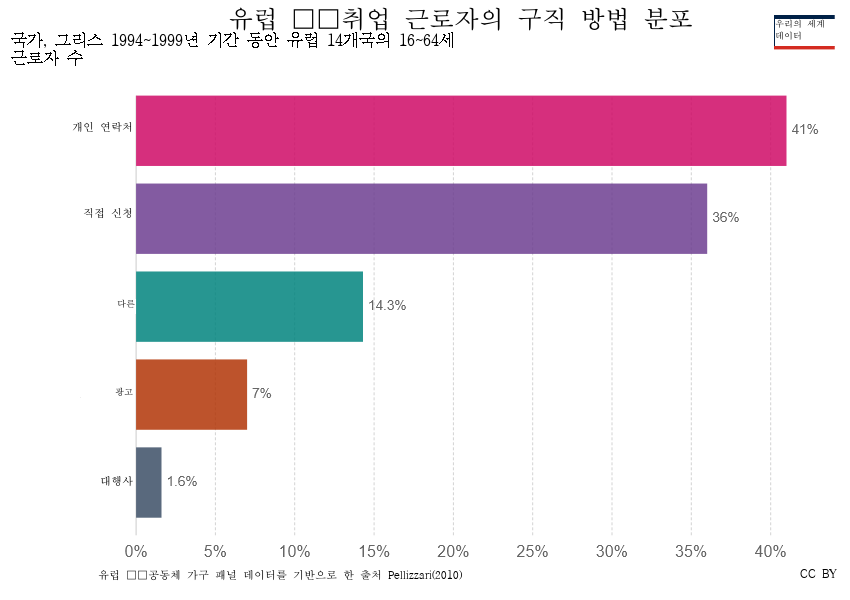 유럽 □□취업 근로자의 구직 방법 분포
국가, 그리스 1994~1999년 기간 동안 유럽 14개국의 16~64세
근로자 수
우리의 세계
데이터
개인 연락처
41%
직접 신청
36%
다른
14.3%
광고
7%
대행사
1.6%
0% 5% 10% 15% 20% 25% 30% 35% 40%
유럽 □□공동체 가구 패널 데이터를 기반으로 한 출처 Pellizzari(2010)
CC BY